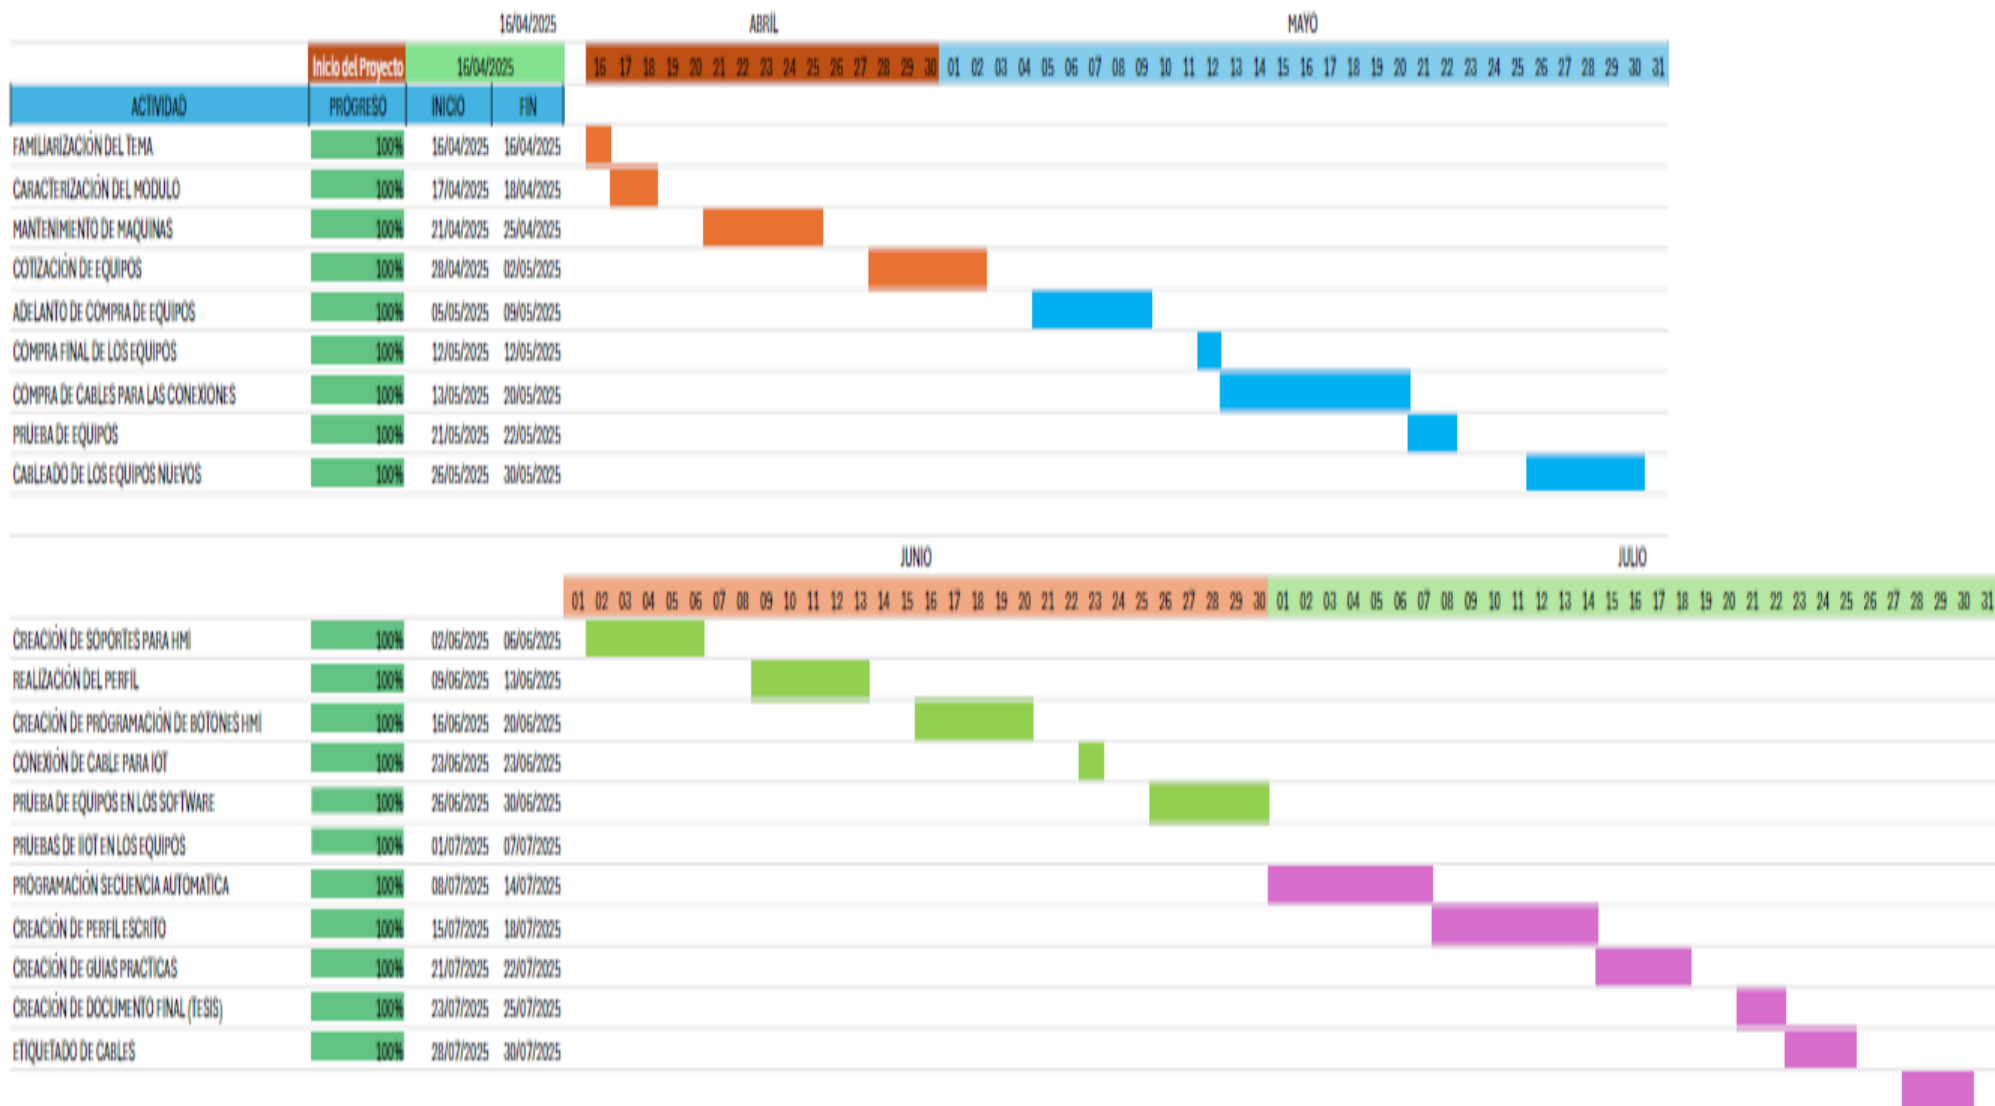 16/04/2025 ABRIL MAYO
Inicio del Proyecto 16/04/2025 16 17 18 19 20 21 22 23 24 25 26 27 28 29 30 01 02 03 04 05 06 07 08 09 10 11 12 13 14 15 16 17 18 19 20 21 22 23 24 25 26 27 28 29 30 31
ACTIVIDAD PROGRESO INICIO FIN
FAMILIARIZACIÓN DEL TEMA 100% 16/04/2025 16/04/2025
CARACTERIZACIÓN DEL MODULO 100% 17/04/2025 18/04/2025
MANTENIMIENTO DE MAQUINAS 100% 21/04/2025 25/04/2025
COTIZACIÓN DE EQUIPOS 100% 28/04/2025 02/05/2025
ADELANTO DE COMPRA DE EQUIPOS 100% 05/05/2025 09/05/2025
COMPRA FINAL DE LOS EQUIPOS 100% 12/05/2025 12/05/2025
COMPRA DE CABLES PARA LAS CONEXIONES 100% 13/05/2025 20/05/2025
PRUEBA DE EQUIPOS 100% 21/05/2025 22/05/2025
CABLEADO DE LOS EQUIPOS NUEVOS 100% 26/05/2025 30/05/2025
JUNIO JULIO
01 02 03 04 05 06 07 08 09 10 11 12 13 14 15 16 17 18 19 20 21 22 23 24 25 26 27 28 29 30 01 02 03 04 05 06 07 08 09 10 11 12 13 14 15 16 17 18 19 20 21 22 23 24 25 26 27 28 29 30 31
CREACIÓN DE SOPORTES PARA HMI 100% 02/06/2025 06/06/2025
REALIZACIÓN DEL PERFIL 100% 09/06/2025 13/06/2025
CREACIÓN DE PROGRAMACIÓN DE BOTONES HMI 100% 16/06/2025 20/06/2025
CONEXIÓN DE CABLE PARA IOT 100% 23/06/2025 23/06/2025
PRUEBA DE EQUIPOS EN LOS SOFTWARE 100% 26/06/2025 30/06/2025
PRUEBAS DE IIOT EN LOS EQUIPOS 100% 01/07/2025 07/07/2025
PROGRAMACIÓN SECUENCIA AUTOMATICA 100% 08/07/2025 14/07/2025
CREACIÓN DE PERFIL ESCRITO 100% 15/07/2025 18/07/2025
CREACIÓN DE GUIAS PRACTICAS 100% 21/07/2025 22/07/2025
CREACIÓN DE DOCUMENTO FINAL (TESIS) 100% 23/07/2025 25/07/2025
ETIQUETADO DE CABLES 100% 28/07/2025 30/07/2025